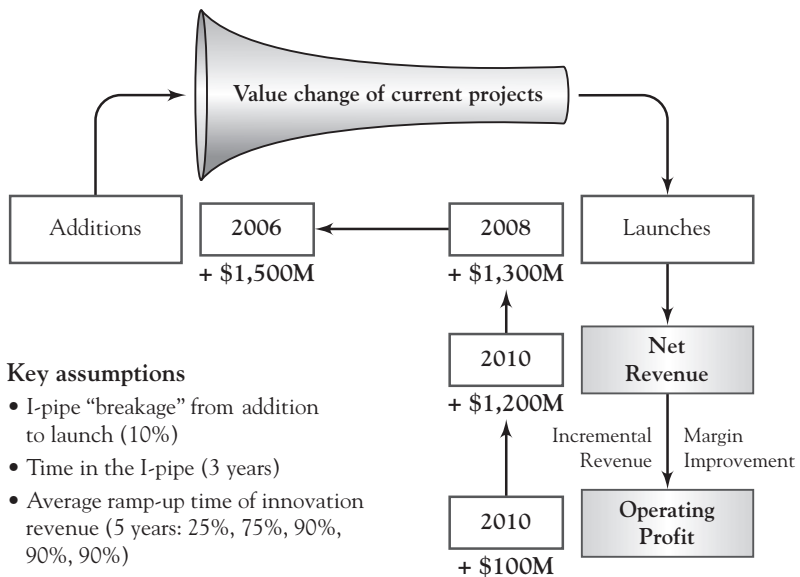 Value change of current projects
Additions
2006
2008
Launches
+ $1,500M
+ $1,300M
2010
Net
Revenue
+ $1,200M
Key assumptions
• I-pipe “breakage” from addition
to launch (10%)
• Time in the I-pipe (3 years)
• Average ramp-up time of innovation
revenue (5 years: 25%, 75%, 90%,
90%, 90%)
Incremental
Revenue
Margin
Improvement
2010
+ $100M
Operating
Profit